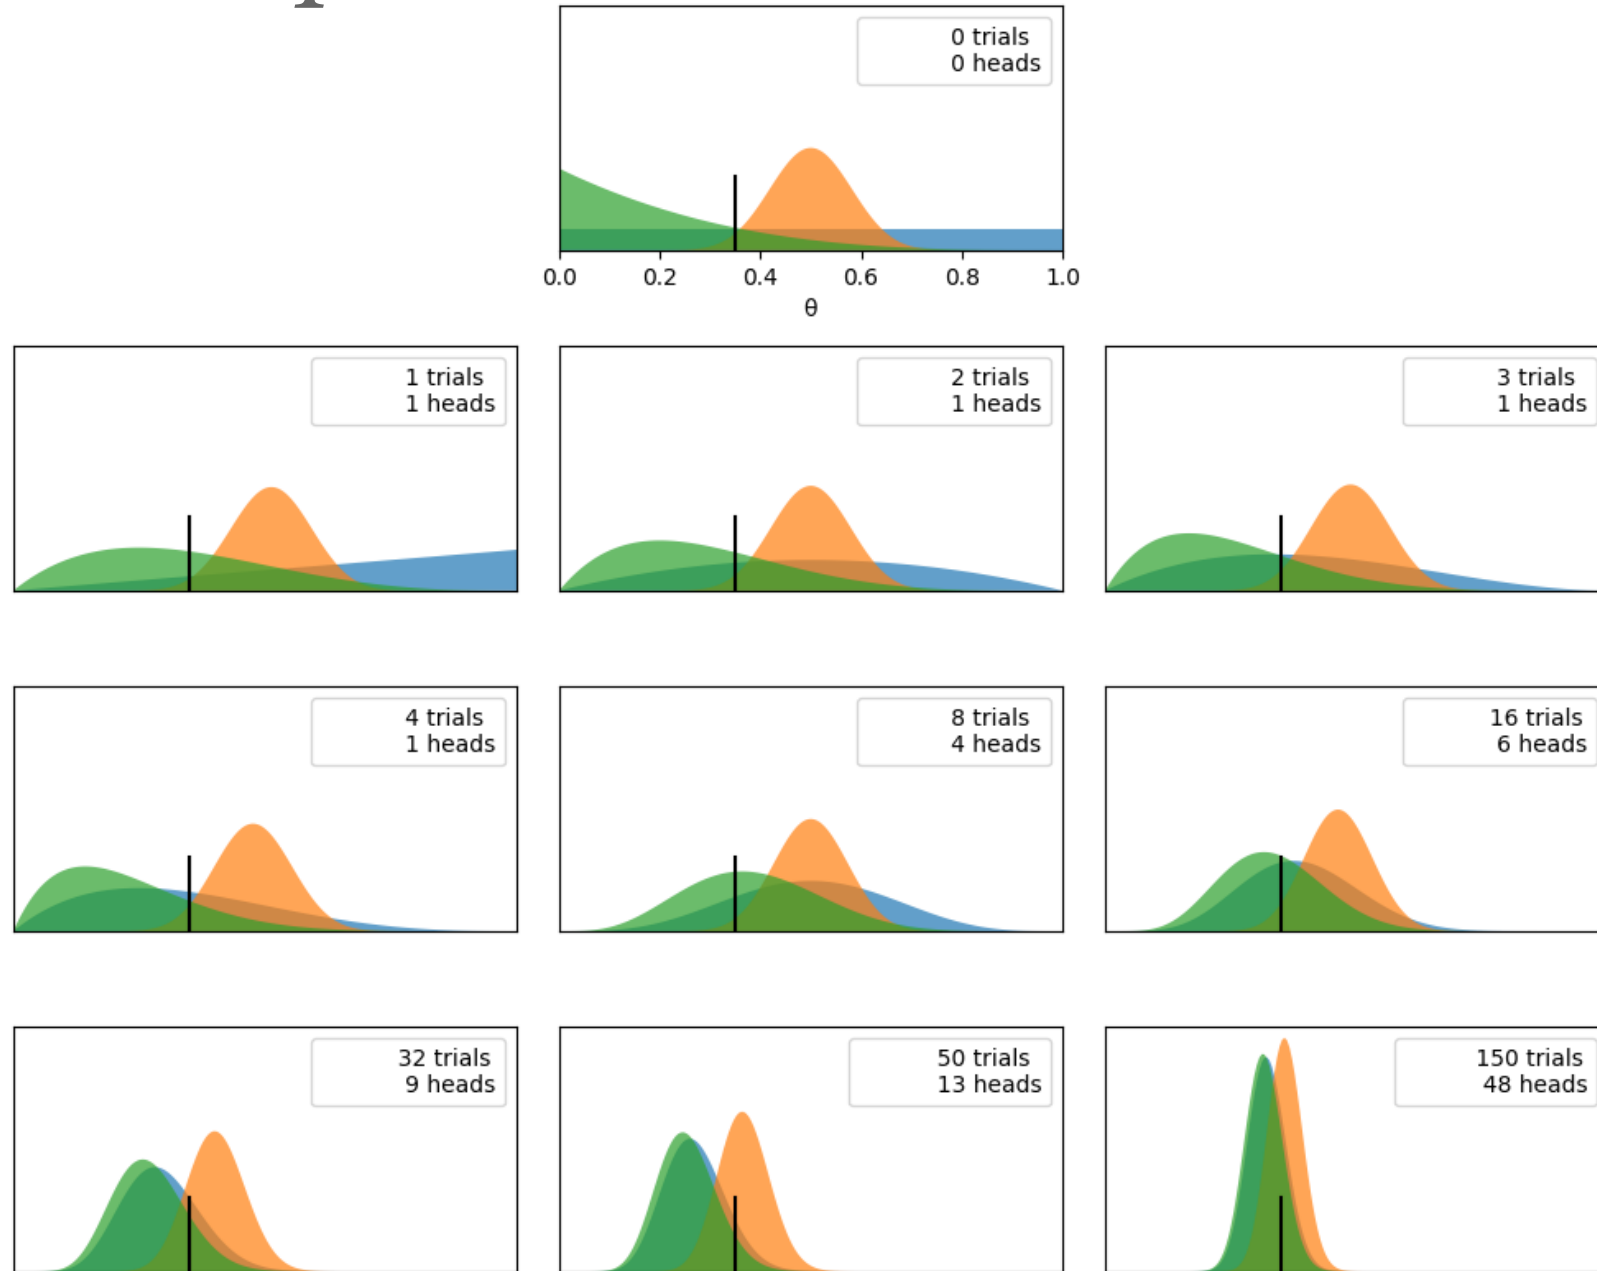 0 trials
0 heads
0.0 0.2 0.4 0.6 0.8 1.0
θ
1 trials
1 heads
2 trials
1 heads
3 trials
1 heads
4 trials
1 heads
8 trials
4 heads
16 trials
6 heads
32 trials
9 heads
50 trials
13 heads
150 trials
48 heads